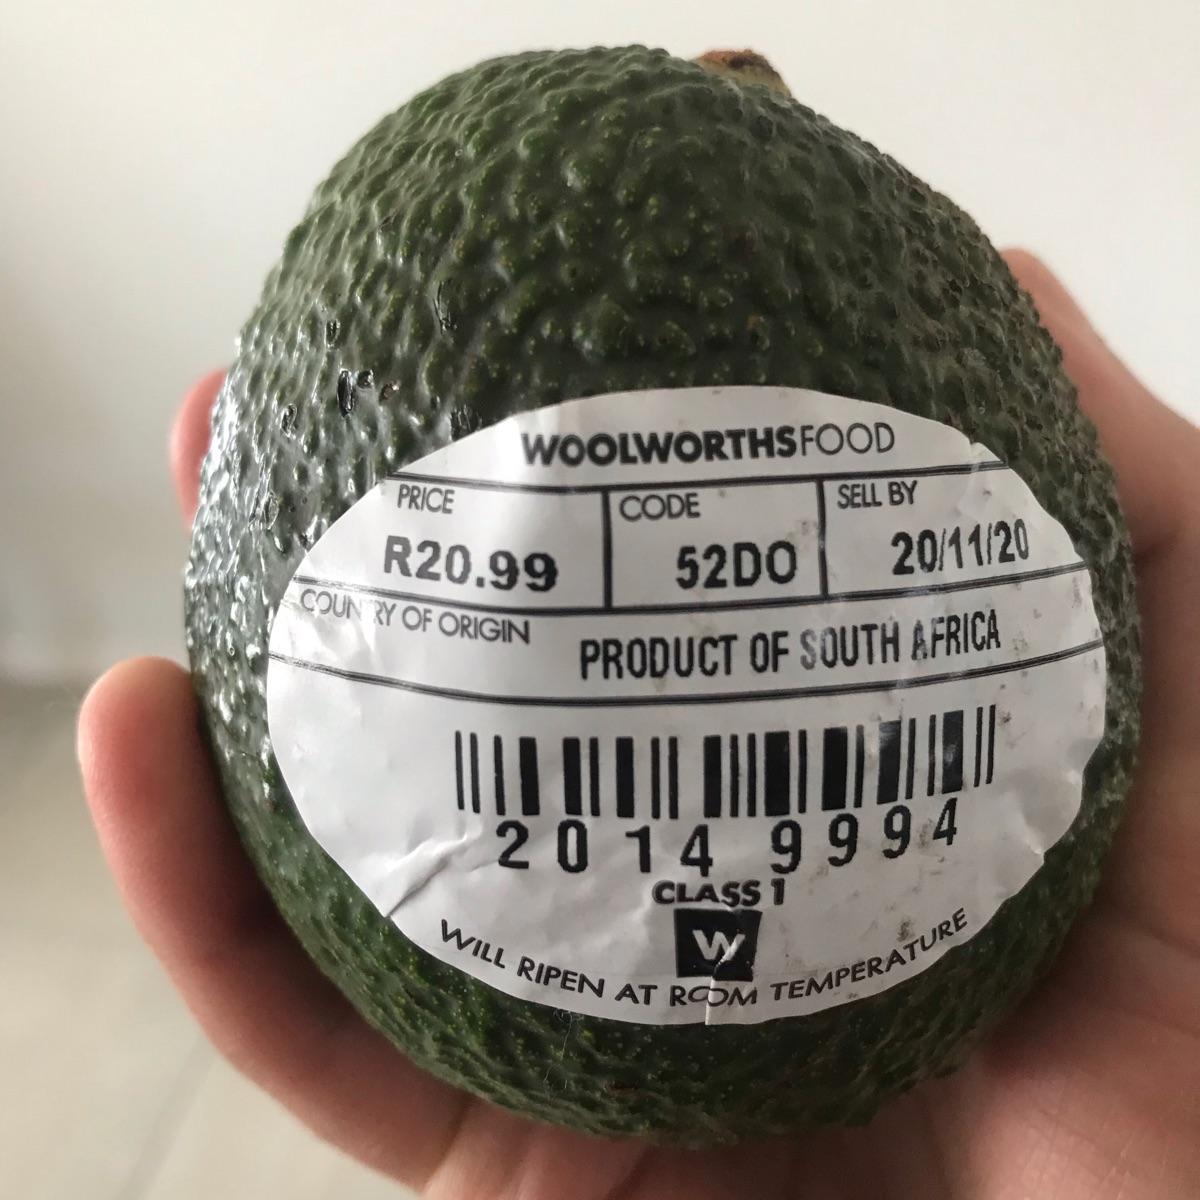 WOOLWORTHSFOOD
PRICE CODE SELL BY
R20.99 52DO 20/11/20
COUNTRY OF ORIGIN PRODUCT OF SOUTH AFRICA
2014 9994
CLASS 1
W
WILL RIPEN AT ROOM TEMPERATURE